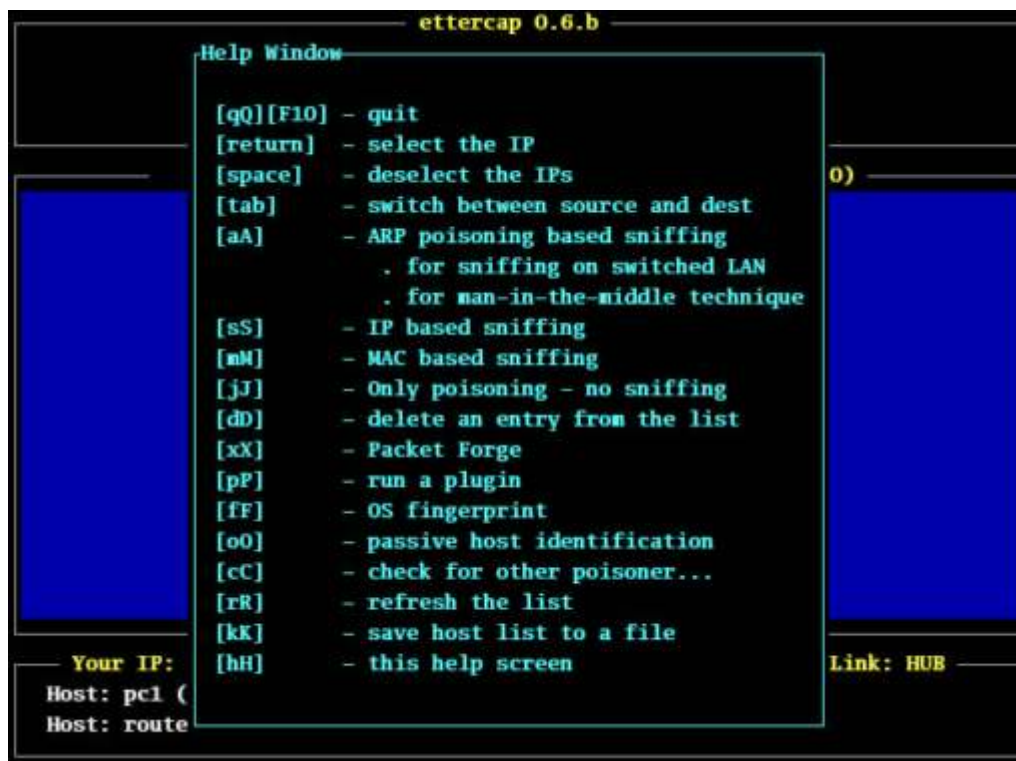 ettercap 0.6.b
Help Window
[qQ][F10] - quit
[return] - select the IP
[space] - deselect the IPs
0)
[tab] - switch between source and dest
[aA] - ARP poisoning based sniffing
. for sniffing on switched LAN
. for man-in-the-middle technique
[sS] - IP based sniffing
[mM] - MAC based sniffing
[jJ] - Only poisoning - no sniffing
[dD] - delete an entry from the list
[xX] - Packet Forge
[pP] - run a plugin
[fF] - OS fingerprint
[oO] - passive host identification
[cC] - check for other poisoner...
[rR] - refresh the list
[kK] - save host list to a file
[hH] - this help screen
Your IP:
Link: HUB
Host: pc1 (
Host: route